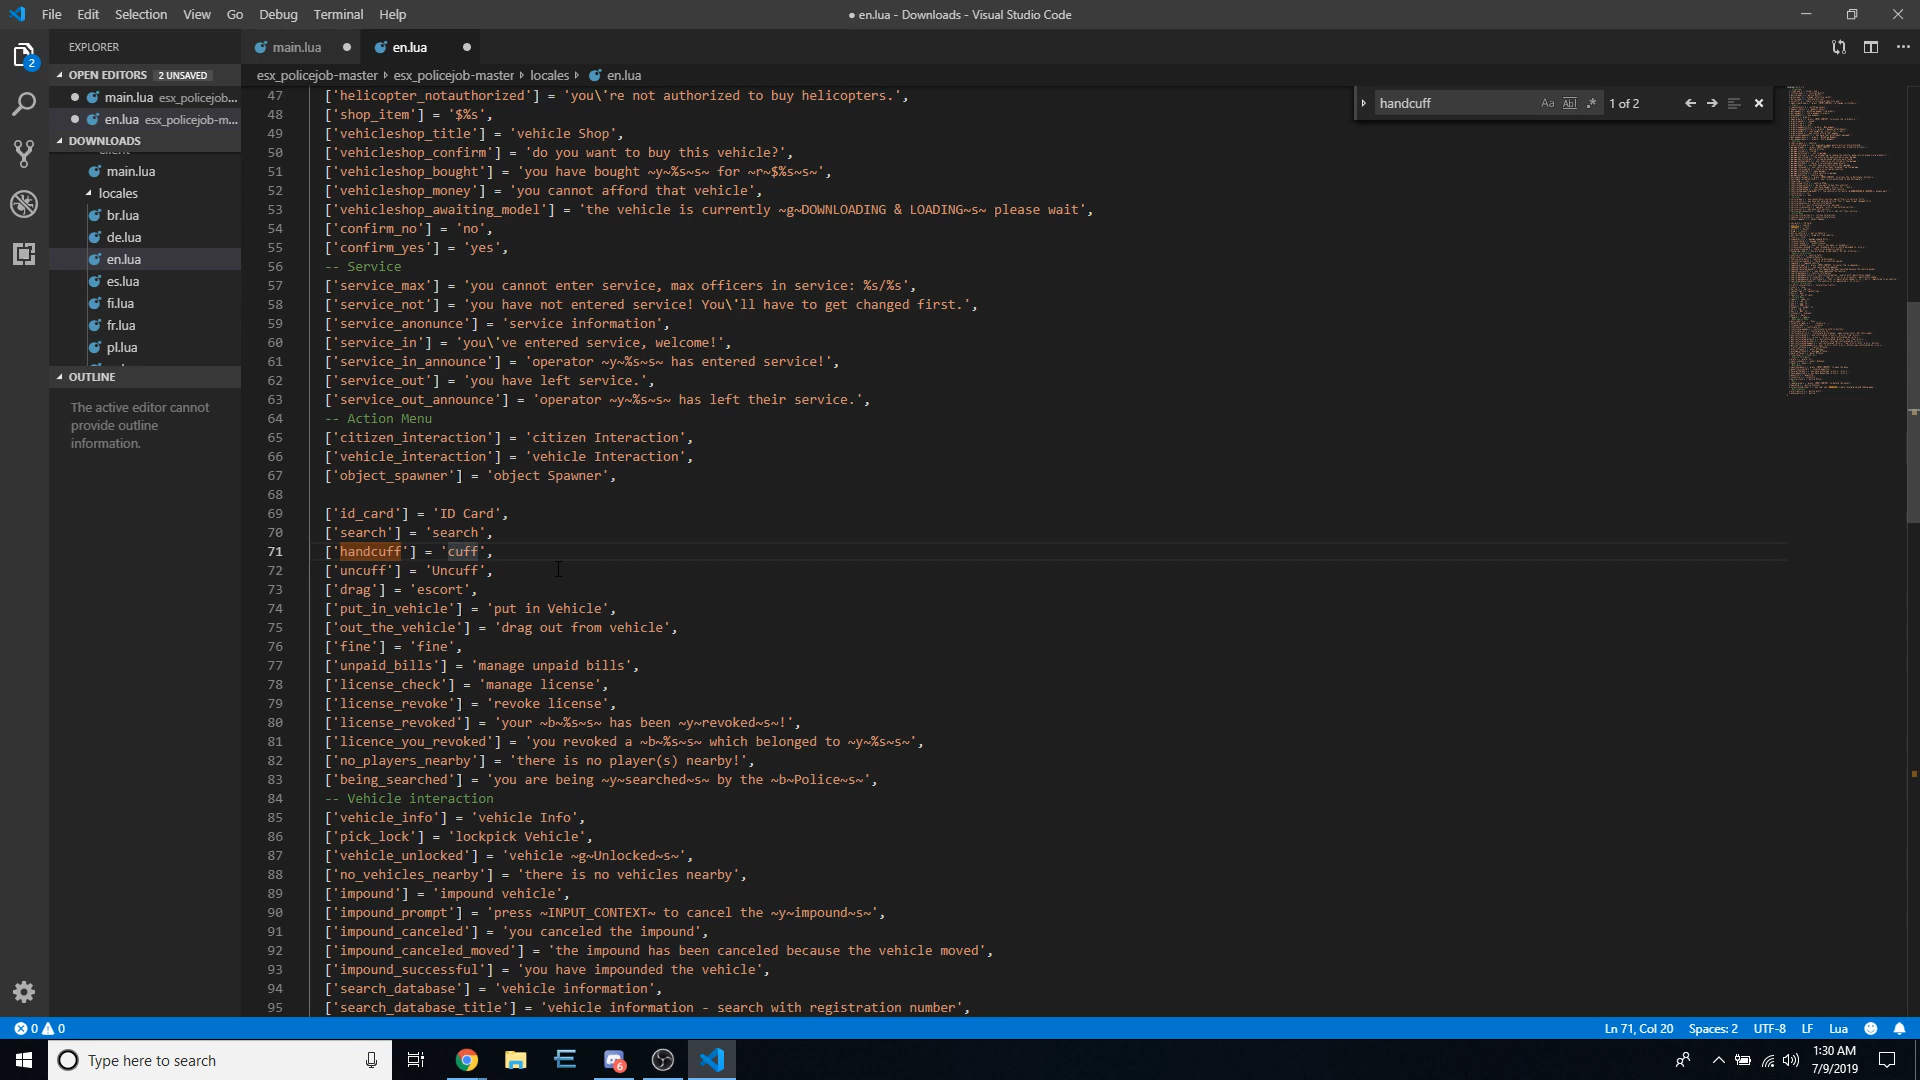 File Edit Selection View Go Debug Terminal Help
● en.lua - Downloads - Visual Studio Code
EXPLORER
main.lua
en.lua
OPEN EDITORS 2 UNSAVED
main.lua esx_policejob...
en.lua esx_policejob-m...
DOWNLOADS
main.lua
locales
br.lua
de.lua
en.lua
es.lua
fi.lua
fr.lua
pl.lua
OUTLINE
The active editor cannot
provide outline
information.
2
esx_policejob-master esx_policejob-master locales en.lua
handcuff Aa Abl .* 1 of 2
47 ['helicopter_notauthorized'] = 'you\'re not authorized to buy helicopters.',
48 ['shop_item'] = '$%s',
49 ['vehicleshop_title'] = 'vehicle Shop',
50 ['vehicleshop_confirm'] = 'do you want to buy this vehicle?',
51 ['vehicleshop_bought'] = 'you have bought ~y~%s~s~ for ~r~$%s~s~',
52 ['vehicleshop_money'] = 'you cannot afford that vehicle',
53 ['vehicleshop_awaiting_model'] = 'the vehicle is currently ~g~DOWNLOADING & LOADING~s~ please wait',
54 ['confirm_no'] = 'no',
55 ['confirm_yes'] = 'yes',
56 -- Service
57 ['service_max'] = 'you cannot enter service, max officers in service: %s/%s',
58 ['service_not'] = 'you have not entered service! You\'ll have to get changed first.',
59 ['service_anonunce'] = 'service information',
60 ['service_in'] = 'you\'ve entered service, welcome!',
61 ['service_in_announce'] = 'operator ~y~%s~s~ has entered service!',
62 ['service_out'] = 'you have left service.',
63 ['service_out_announce'] = 'operator ~y~%s~s~ has left their service.',
64 -- Action Menu
65 ['citizen_interaction'] = 'citizen Interaction',
66 ['vehicle_interaction'] = 'vehicle Interaction',
67 ['object_spawner'] = 'object Spawner',
68
69 ['id_card'] = 'ID Card',
70 ['search'] = 'search',
71 ['handcuff'] = 'cuff',
72 ['uncuff'] = 'Uncuff',
73 ['drag'] = 'escort',
74 ['put_in_vehicle'] = 'put in Vehicle',
75 ['out_the_vehicle'] = 'drag out from vehicle',
76 ['fine'] = 'fine',
77 ['unpaid_bills'] = 'manage unpaid bills',
78 ['license_check'] = 'manage license',
79 ['license_revoke'] = 'revoke license',
80 ['license_revoked'] = 'your ~b~%s~s~ has been ~y~revoked~s~!',
81 ['licence_you_revoked'] = 'you revoked a ~b~%s~s~ which belonged to ~y~%s~s~',
82 ['no_players_nearby'] = 'there is no player(s) nearby!',
83 ['being_searched'] = 'you are being ~y~searched~s~ by the ~b~Police~s~',
84 -- Vehicle interaction
85 ['vehicle_info'] = 'vehicle Info',
86 ['pick_lock'] = 'lockpick Vehicle',
87 ['vehicle_unlocked'] = 'vehicle ~g~Unlocked~s~',
88 ['no_vehicles_nearby'] = 'there is no vehicles nearby',
89 ['impound'] = 'impound vehicle',
90 ['impound_prompt'] = 'press ~INPUT_CONTEXT~ to cancel the ~y~impound~s~',
91 ['impound_canceled'] = 'you canceled the impound',
92 ['impound_canceled_moved'] = 'the impound has been canceled because the vehicle moved',
93 ['impound_successful'] = 'you have impounded the vehicle',
94 ['search_database'] = 'vehicle information',
95 ['search_database_title'] = 'vehicle information - search with registration number',
0 0
Ln 71, Col 20 Spaces: 2 UTF-8 LF Lua
Type here to search
6
1:30 AM
7/9/2019